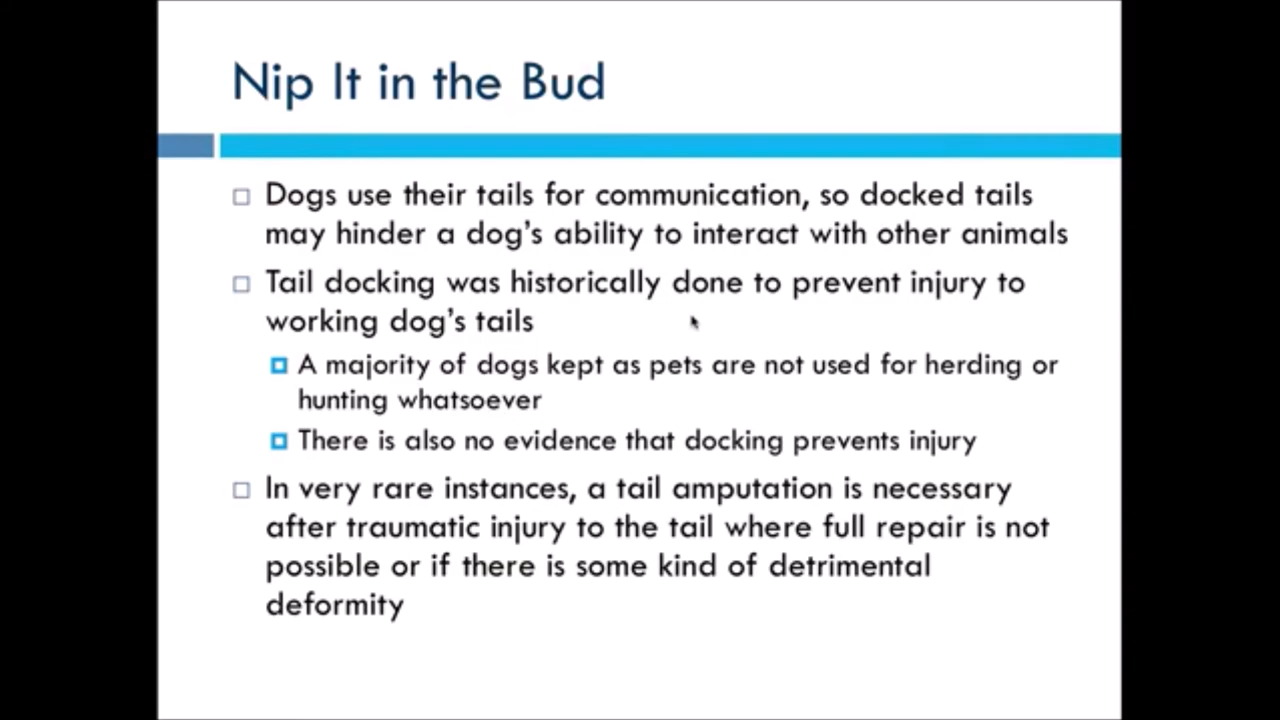 Nip It in the Bud
Dogs use their tails for communication, so docked tails
may hinder a dog's ability to interact with other animals
Tail docking was historically done to prevent injury to
working dog's tails
A majority of dogs kept as pets are not used for herding or
hunting whatsoever
There is also no evidence that docking prevents injury
In very rare instances, a tail amputation is necessary
after traumatic injury to the tail where full repair is not
possible or if there is some kind of detrimental
deformity